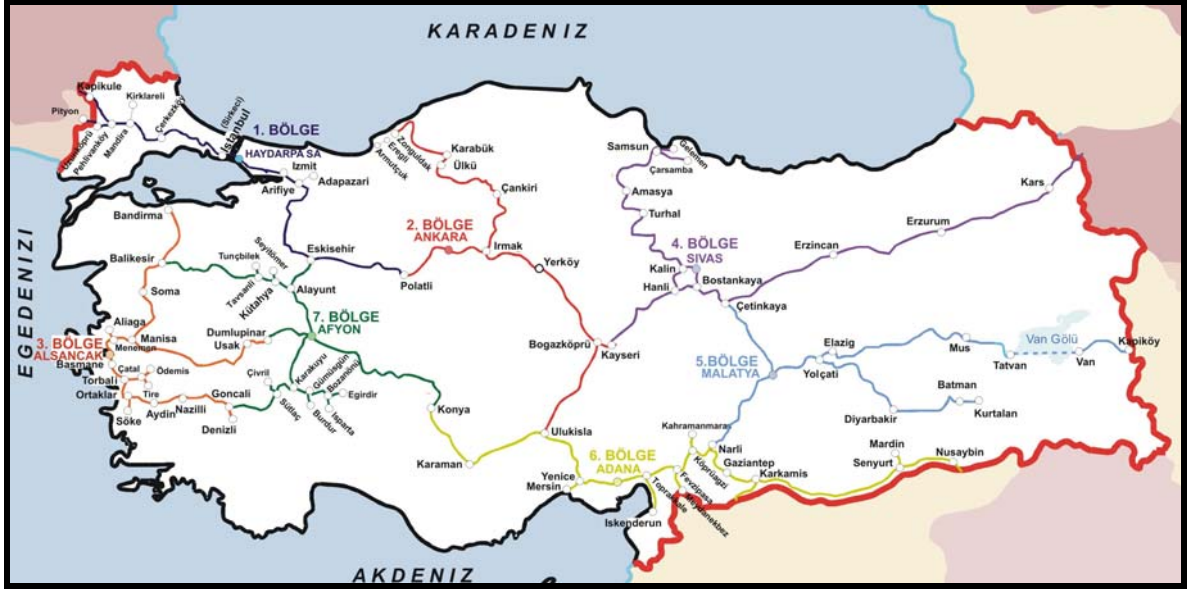 KARADENIZ
Kapikule
Kirklareli
Pityon
Çerkezköy
Uzunköprü
Pehlivanköy
Mandira
(Sirkeci)
Istanbul
1. BÖLGE
HAYDARPASA
Izmit
Adapazari
Arifiye
Zonguldak
Eregli
Armutçuk
Karabük
Ülkü
Çankiri
Samsun
Gelemen
Çarsamba
Amasya
Turhal
Kars
Erzurum
Erzincan
Bandirma
2. BÖLGE
ANKARA
Irmak
Yerköy
4. BÖLGE
SIVAS
Kalin
Bostankaya
Hanli
Çetinkaya
EGEDENIZI
Balikesir
Tunçbilek
Seyitömer
Eskisehir
Polatli
Tavsanli
Kütahya
Alayunt
Soma
Aliaga
7. BÖLGE
AFYON
Dumlupinar
Usak
Manisa
Menemen
3. BÖLGE
ALSANCAK
Basmane
Bogazköprü
Kayseri
5.BÖLGE
MALATYA
Elazig
Yolçati
Mus
Tatvan
Van Gölü
Van
Kapiköy
Torbali
Çatal
Ödemis
Tire
Ortaklar
Söke
Aydin
Nazilli
Goncali
Denizli
Çivril
Sütlaç
Karakuyu
Gümüsgün
Bozanönü
Egirdir
Burdur
Isparta
Konya
Karaman
Ulukisla
Batman
Kurtalan
Diyarbakir
Kahramanmaras
Narli
Köprüagzi
Gaziantep
Karkamis
Mardin
Senyurt
Nusaybin
6. BÖLGE
ADANA
Yenice
Mersin
Toprakkale
Fevzipasa
Meydanekbez
Iskenderun
AKDENIZ